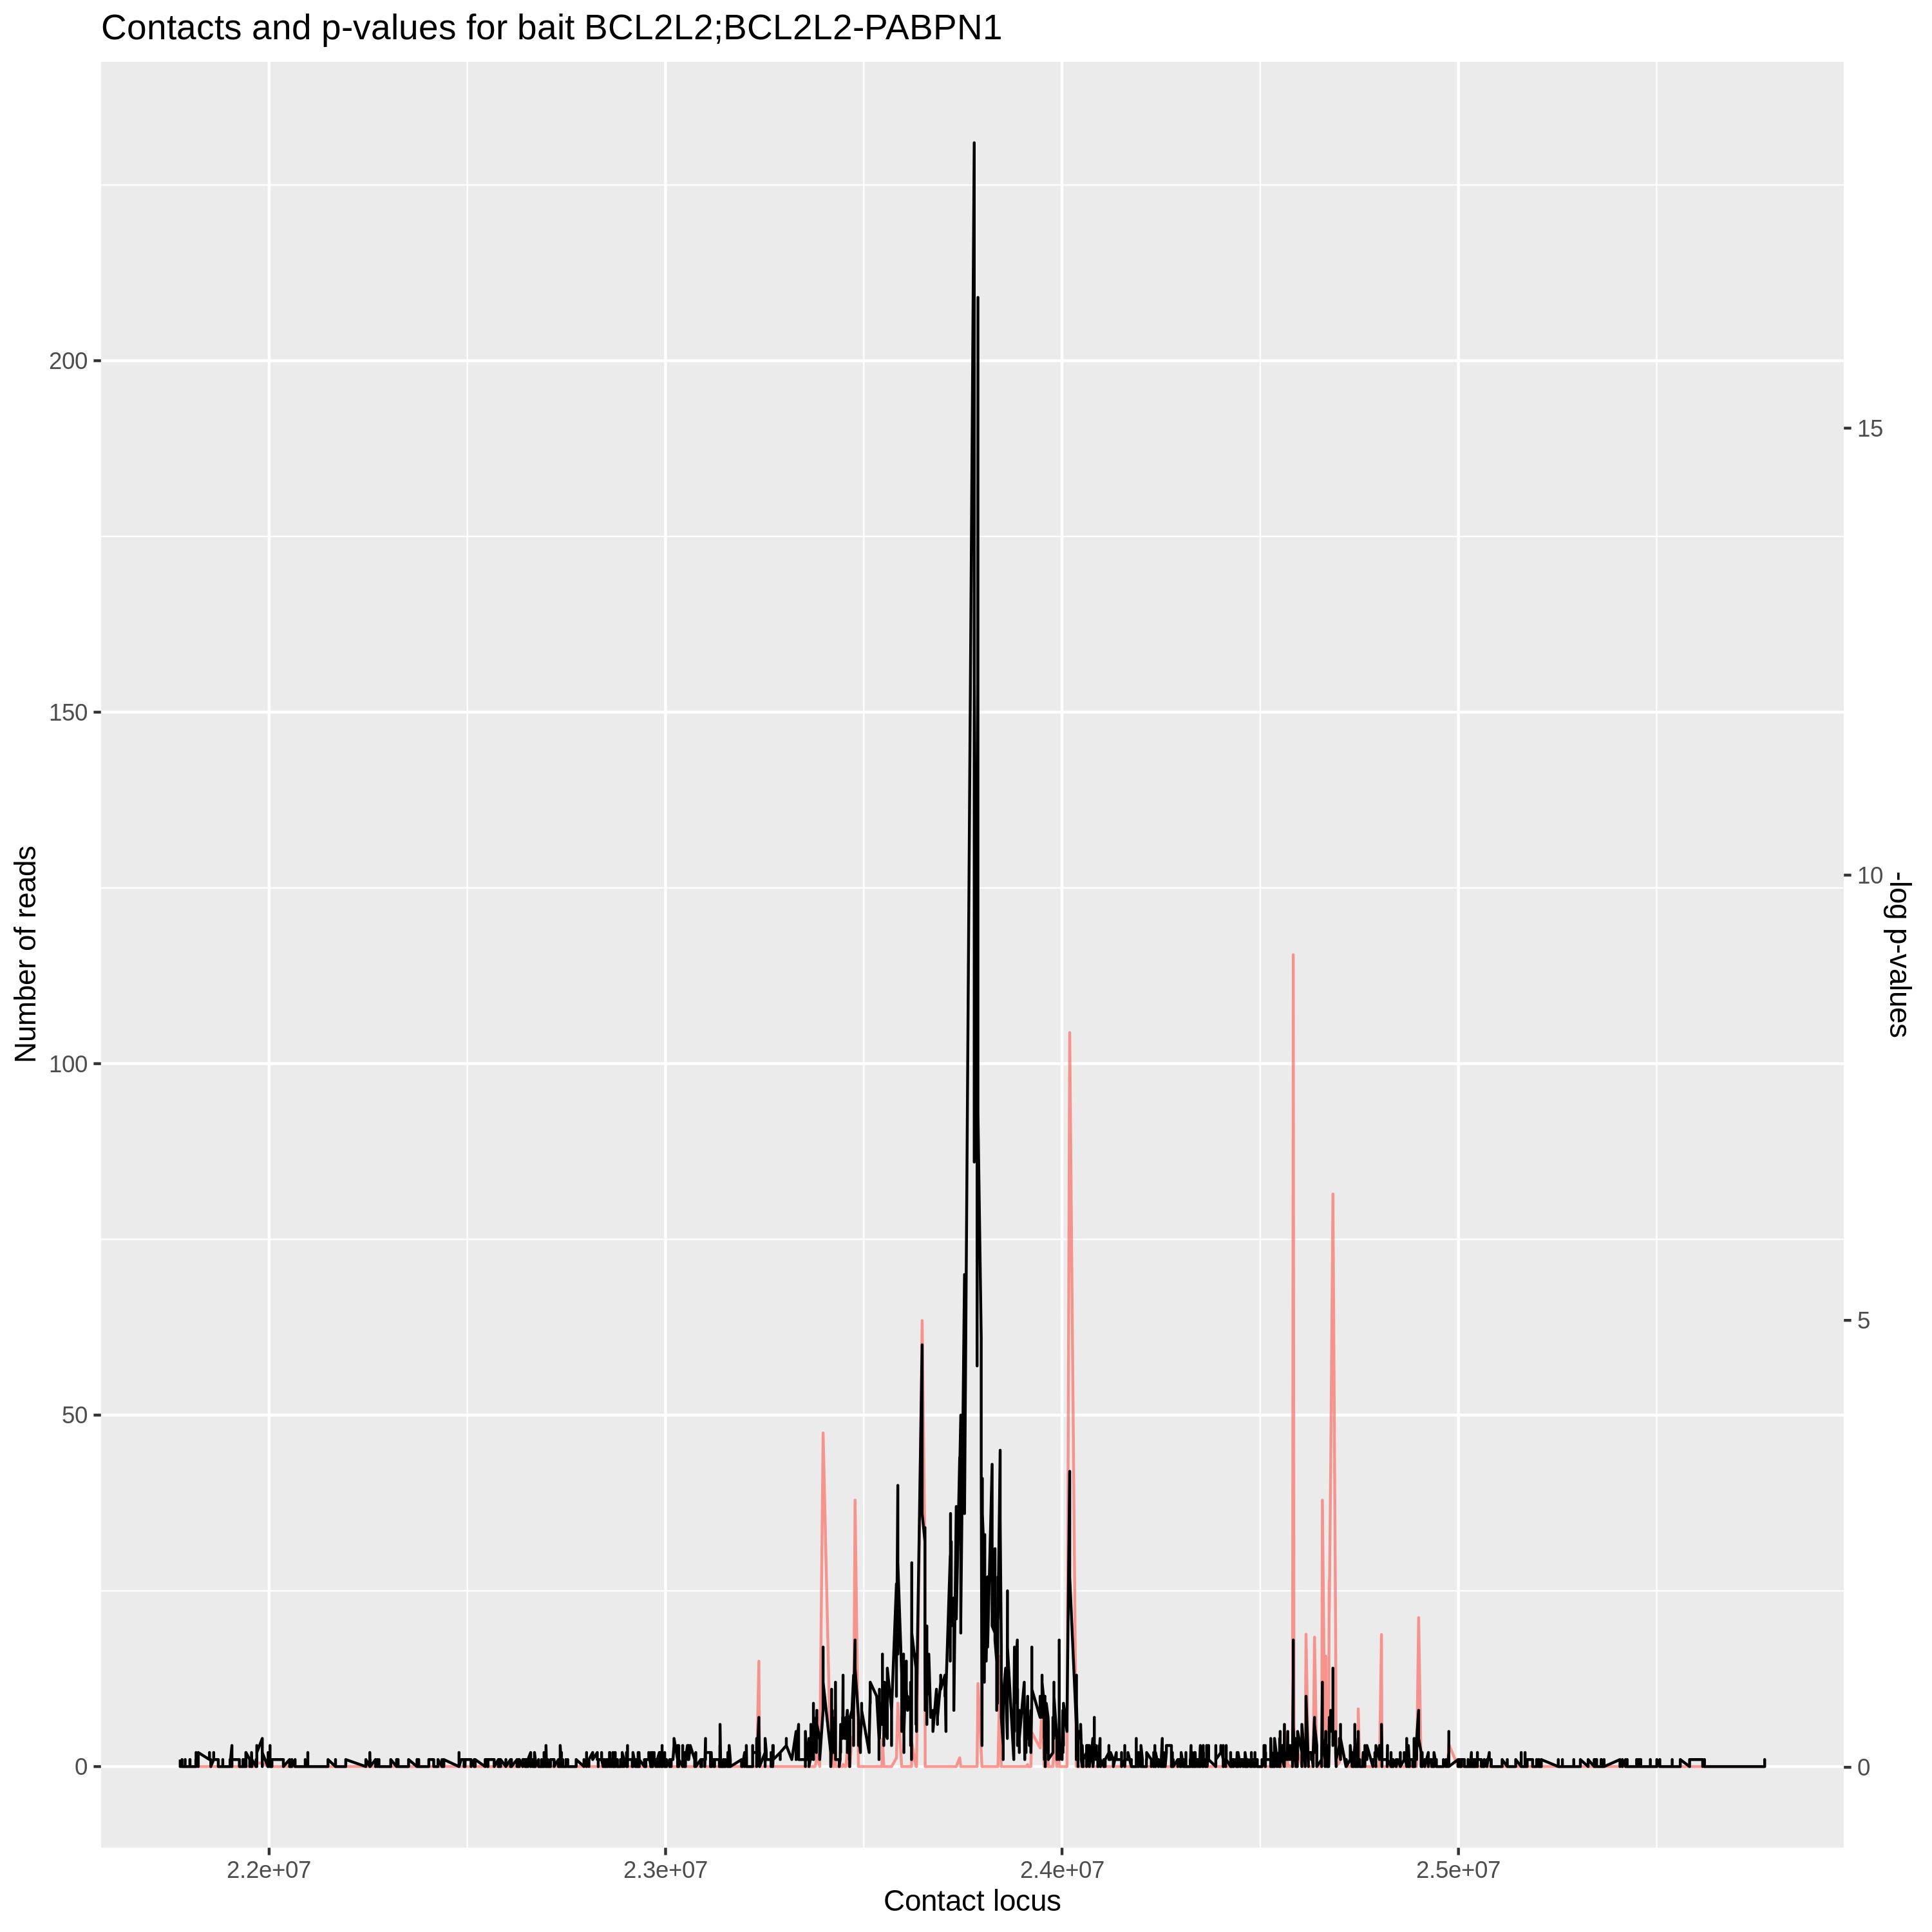 Contacts and p-values for bait BCL2L2;BCL2L2-PABPN1
Number of reads
200
150
100
50
0
15
10
5
0
-log p-values
2.2e+07
2.3e+07
2.4e+07
2.5e+07
Contact locus